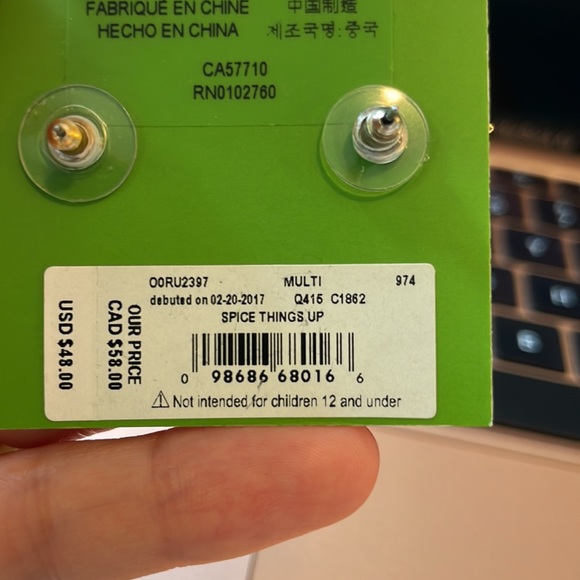 FABRIQUÉ EN CHINE 中国制造
HECHO EN CHINA 제조국명:중국
CA57710
RN0102760
O0RU2397 MULTI 974
debuted on 02-20-2017 Q415 C1862
SPICE THINGS UP
0 98686 68016 6
⚠ Not intended for children 12 and under
OUR PRICE
CAD $58.00
USD $48.00